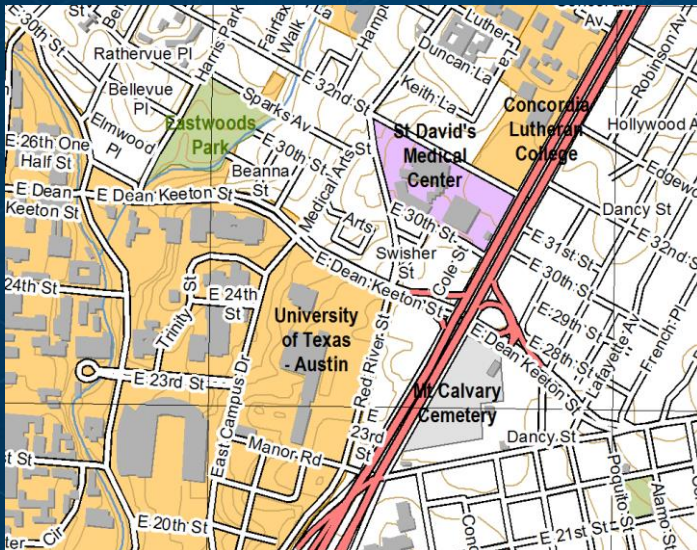 E 30th St
Rathervue Pl
Bellevue
Pl
Elmwood
Pl
Harris Park
Fairfax
Walk
E 32nd St
Luther La
Duncan La
Keith La
Robinson Av
Hollywood
Concordia
Lutheran
College
St David's
Medical
Center
Eastwoods
Park
Sparks Av
E 30th St
Beanna
St
E 26th One
Half St
E Dean
Keeton St
E Dean Keeton St
Medical Arts St
Arts
E 30th St
Swisher
St
Cole St
Dancy St
E 31st St
E 32nd St
E 30th St
E 29th St
E 28th St
E Dean Keeton St
E Dean Keeton St
Lafayette Av
French Pl
24th St
Trinity St
E 24th
St
E 23rd St
East Campus Dr
University
of Texas
- Austin
Red River St
E
23rd
St
Manor Rd
Mt Calvary
Cemetery
Dancy St
Poquito St
Alamo St
E 21st St
E 20th St
Cir